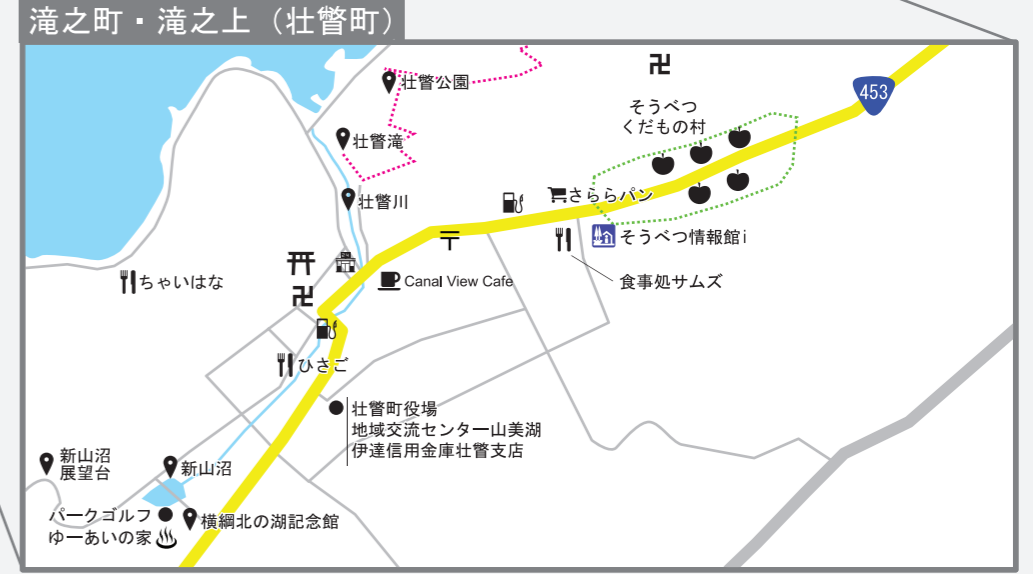 滝之町・滝之上（壮瞥町）
壮瞥公園
453
そうべつ
くだもの村
壮瞥滝
壮瞥川
さららパン
そうべつ情報館i
ちゃいはな
Canal View Cafe
食事処サムズ
ひさご
壮瞥町役場
地域交流センター山美湖
伊達信用金庫壮瞥支店
新山沼
展望台
新山沼
パークゴルフ
ゆーあいの家
横綱北の湖記念館